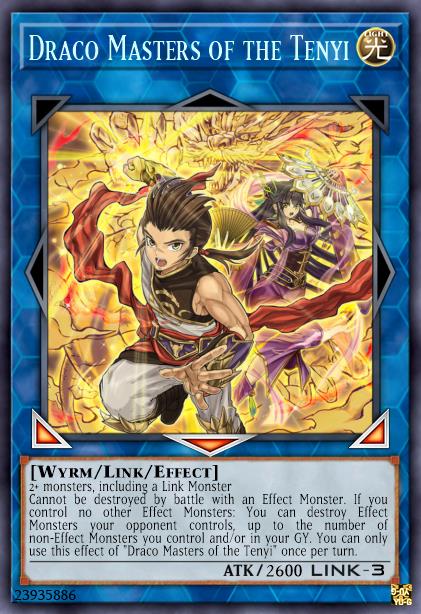 DRACO MASTERS OF THE TENYI
LIGHT
光
[WYRM/LINK/EFFECT]
2+ monsters, including a Link Monster
Cannot be destroyed by battle with an Effect Monster. If you
control no other Effect Monsters: You can destroy Effect
Monsters your opponent controls, up to the number of
non-Effect Monsters you control and/or in your GY. You can only
use this effect of "Draco Masters of the Tenyi" once per turn.
ATK/2600 LINK-3
23935886